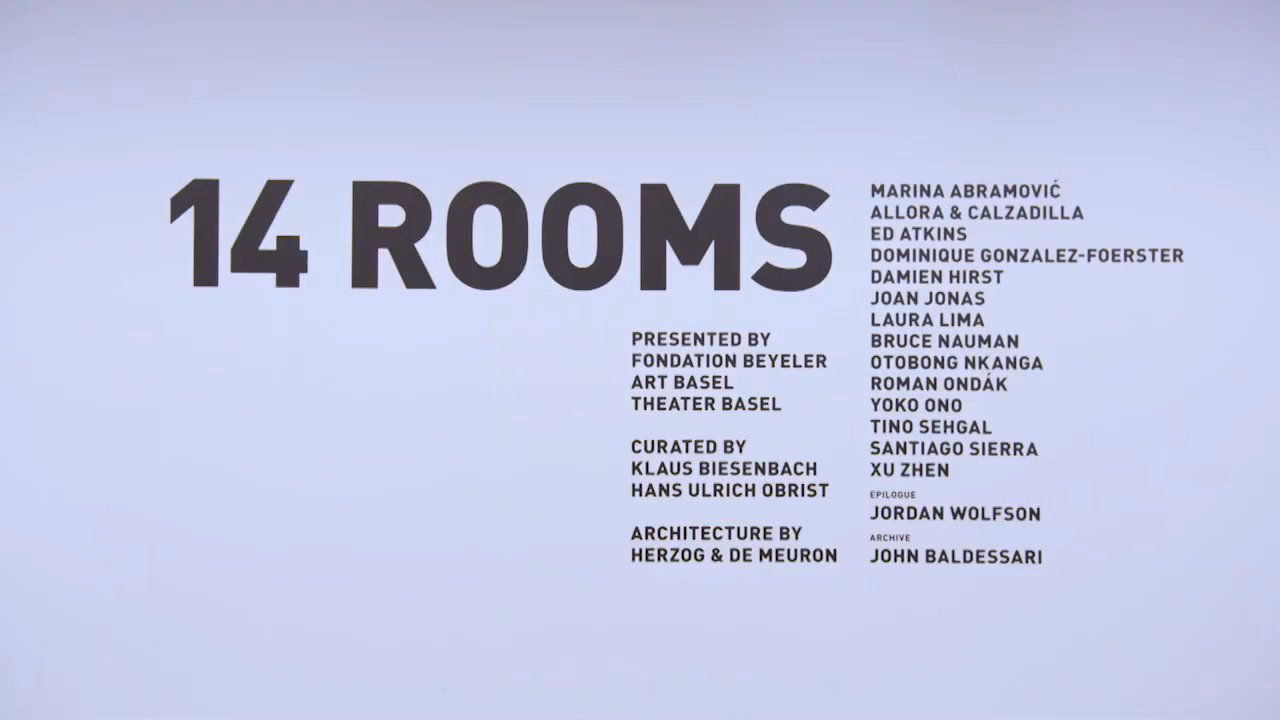 14 ROOMS
PRESENTED BY
FONDATION BEYELER
ART BASEL
THEATER BASEL
CURATED BY
KLAUS BIESENBACH
HANS ULRICH OBRIST
ARCHITECTURE BY
HERZOG & DE MEURON
MARINA ABRAMOVIĆ
ALLORA & CALZADILLA
ED ATKINS
DOMINIQUE GONZALEZ-FOERSTER
DAMIEN HIRST
JOAN JONAS
LAURA LIMA
BRUCE NAUMAN
OTOBONG NKANGA
ROMAN ONDÁK
YOKO ONO
TINO SEHGAL
SANTIAGO SIERRA
XU ZHEN
EPILOGUE
JORDAN WOLFSON
ARCHIVE
JOHN BALDESSARI